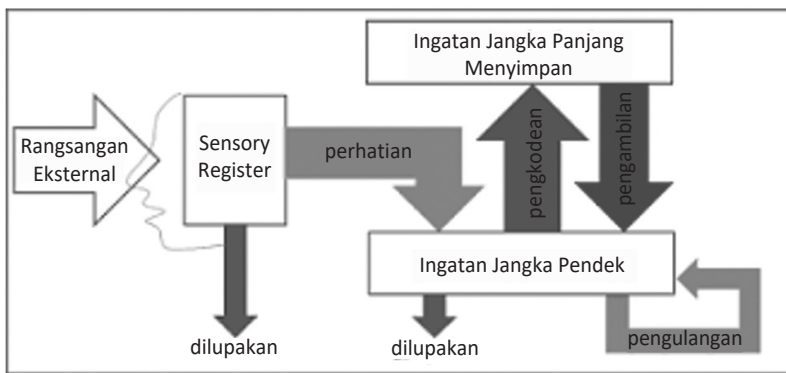 Ingatan Jangka Panjang
Menyimpan
Rangsangan
Eksternal
Sensory
Register
perhatian
pengkodean
pengambilan
Ingatan Jangka Pendek
dilupakan
dilupakan
pengulangan